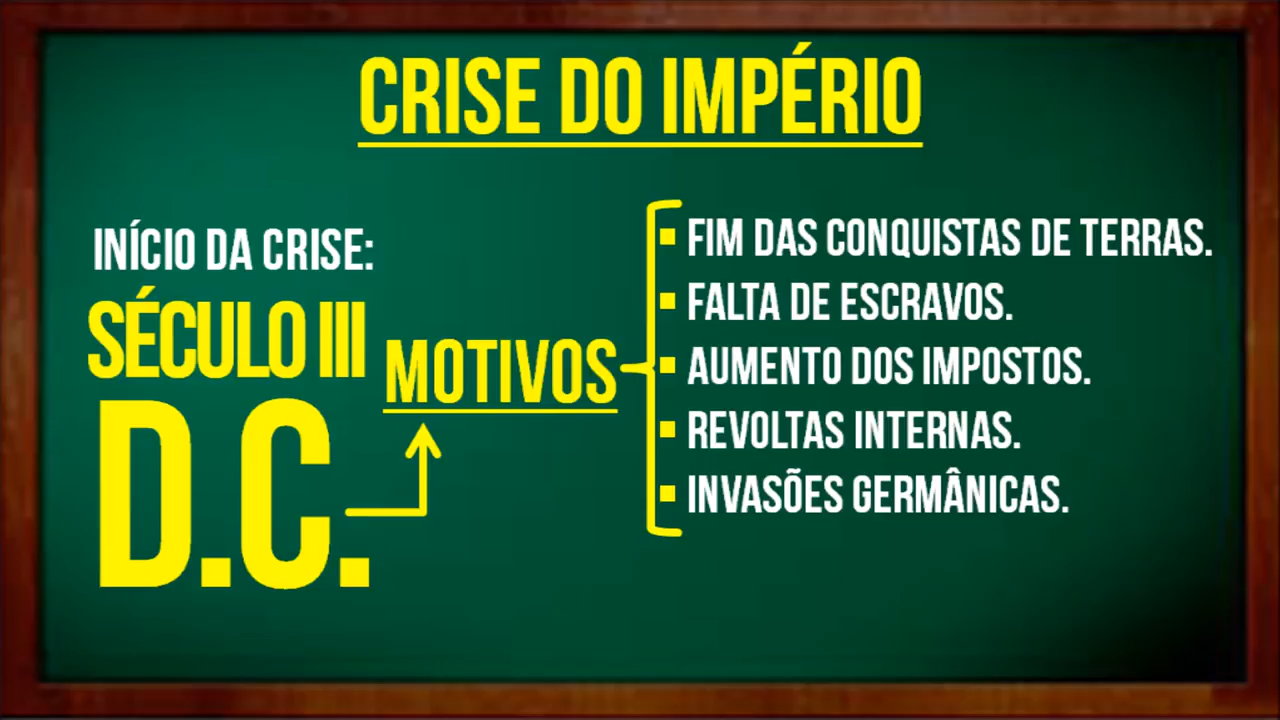 CRISE DO IMPÉRIO
INÍCIO DA CRISE:
SÉCULO III
D.C.
MOTIVOS
FIM DAS CONQUISTAS DE TERRAS.
FALTA DE ESCRAVOS.
AUMENTO DOS IMPOSTOS.
REVOLTAS INTERNAS.
INVASÕES GERMÂNICAS.